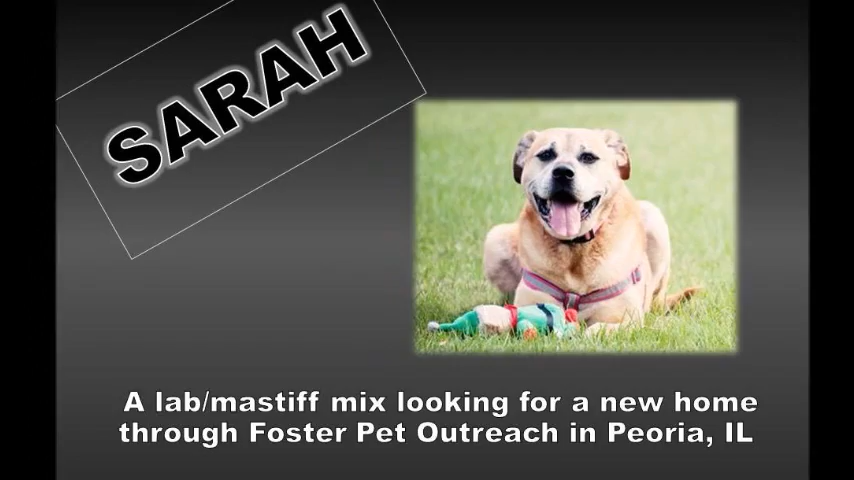 SARAH
A lab/mastiff mix looking for a new home
through Foster Pet Outreach in Peoria, IL